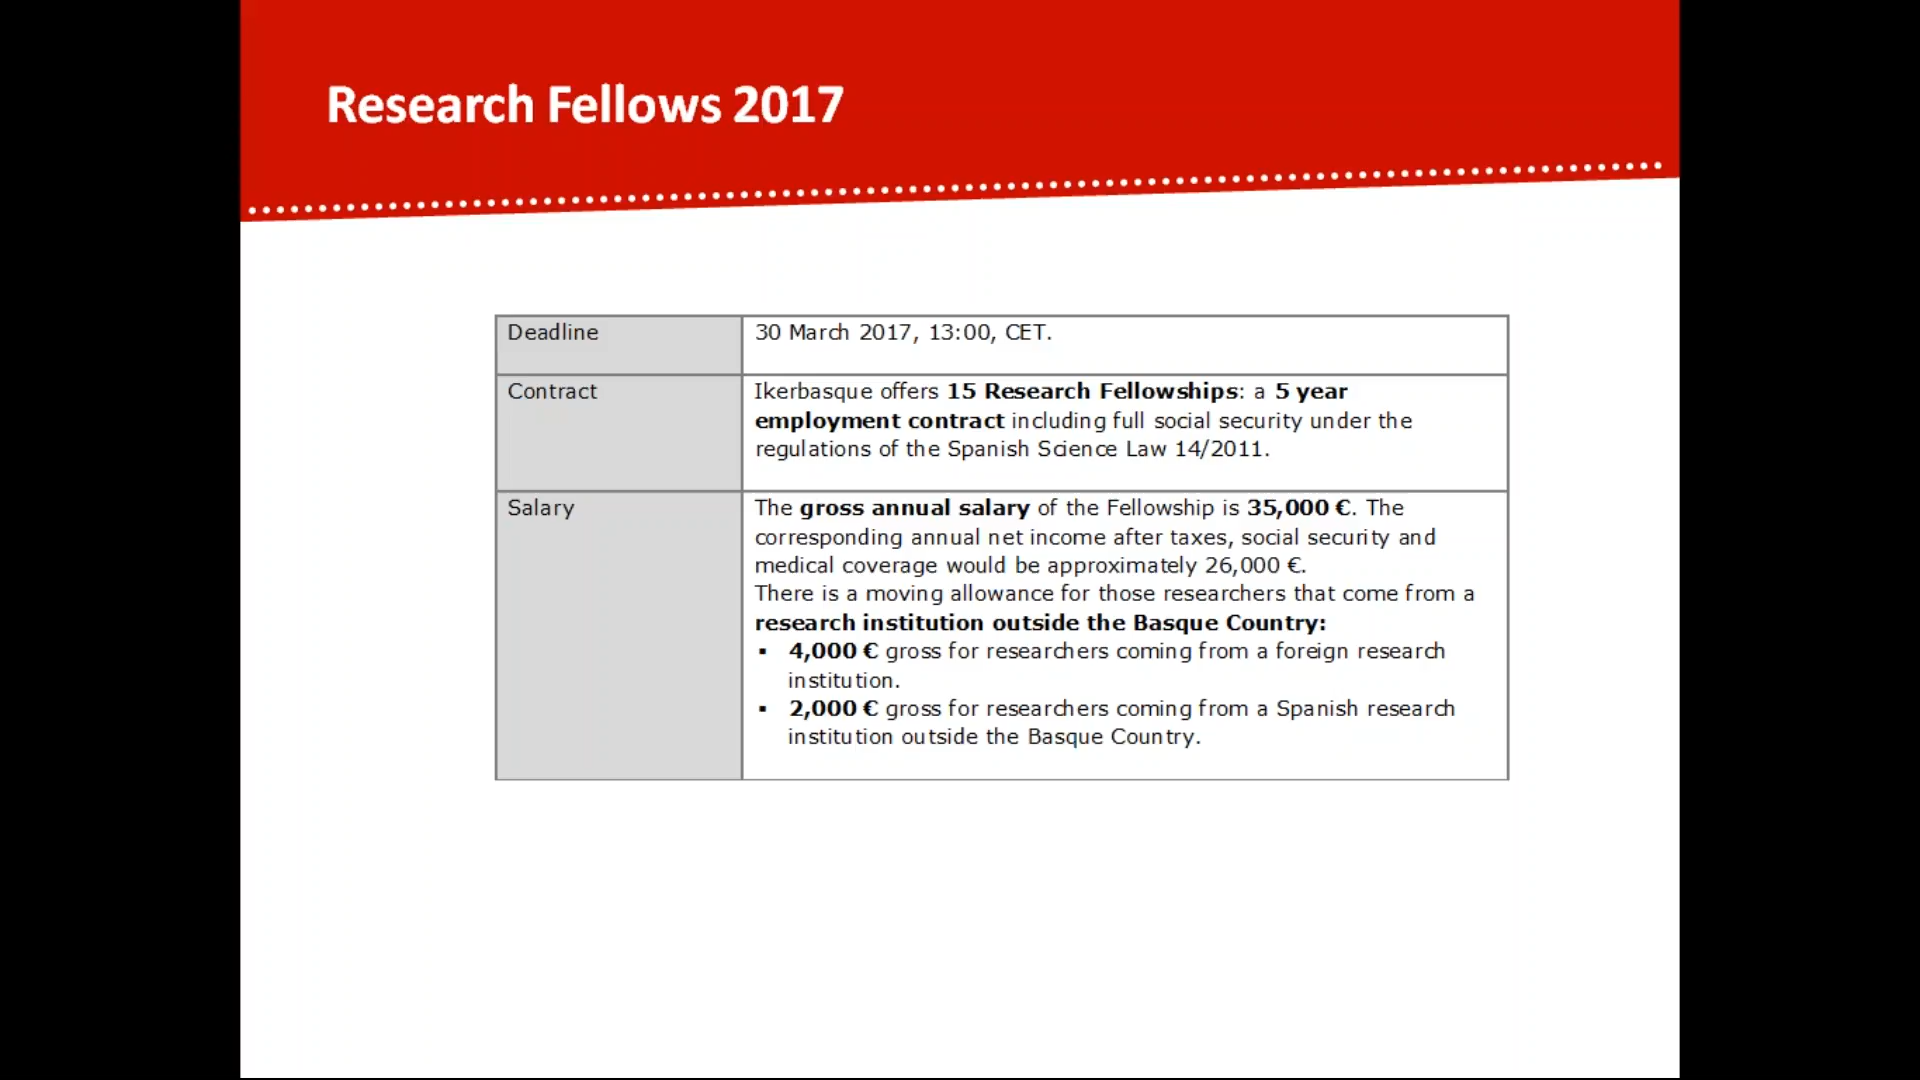 Research Fellows 2017
Deadline
30 March 2017, 13:00, CET.
Contract
Ikerbasque offers 15 Research Fellowships: a 5 year
employment contract including full social security under the
regulations of the Spanish Science Law 14/2011.
Salary
The gross annual salary of the Fellowship is 35,000 €. The
corresponding annual net income after taxes, social security and
medical coverage would be approximately 26,000 €.
There is a moving allowance for those researchers that come from a
research institution outside the Basque Country:
▪ 4,000 € gross for researchers coming from a foreign research
institution.
▪ 2,000 € gross for researchers coming from a Spanish research
institution outside the Basque Country.